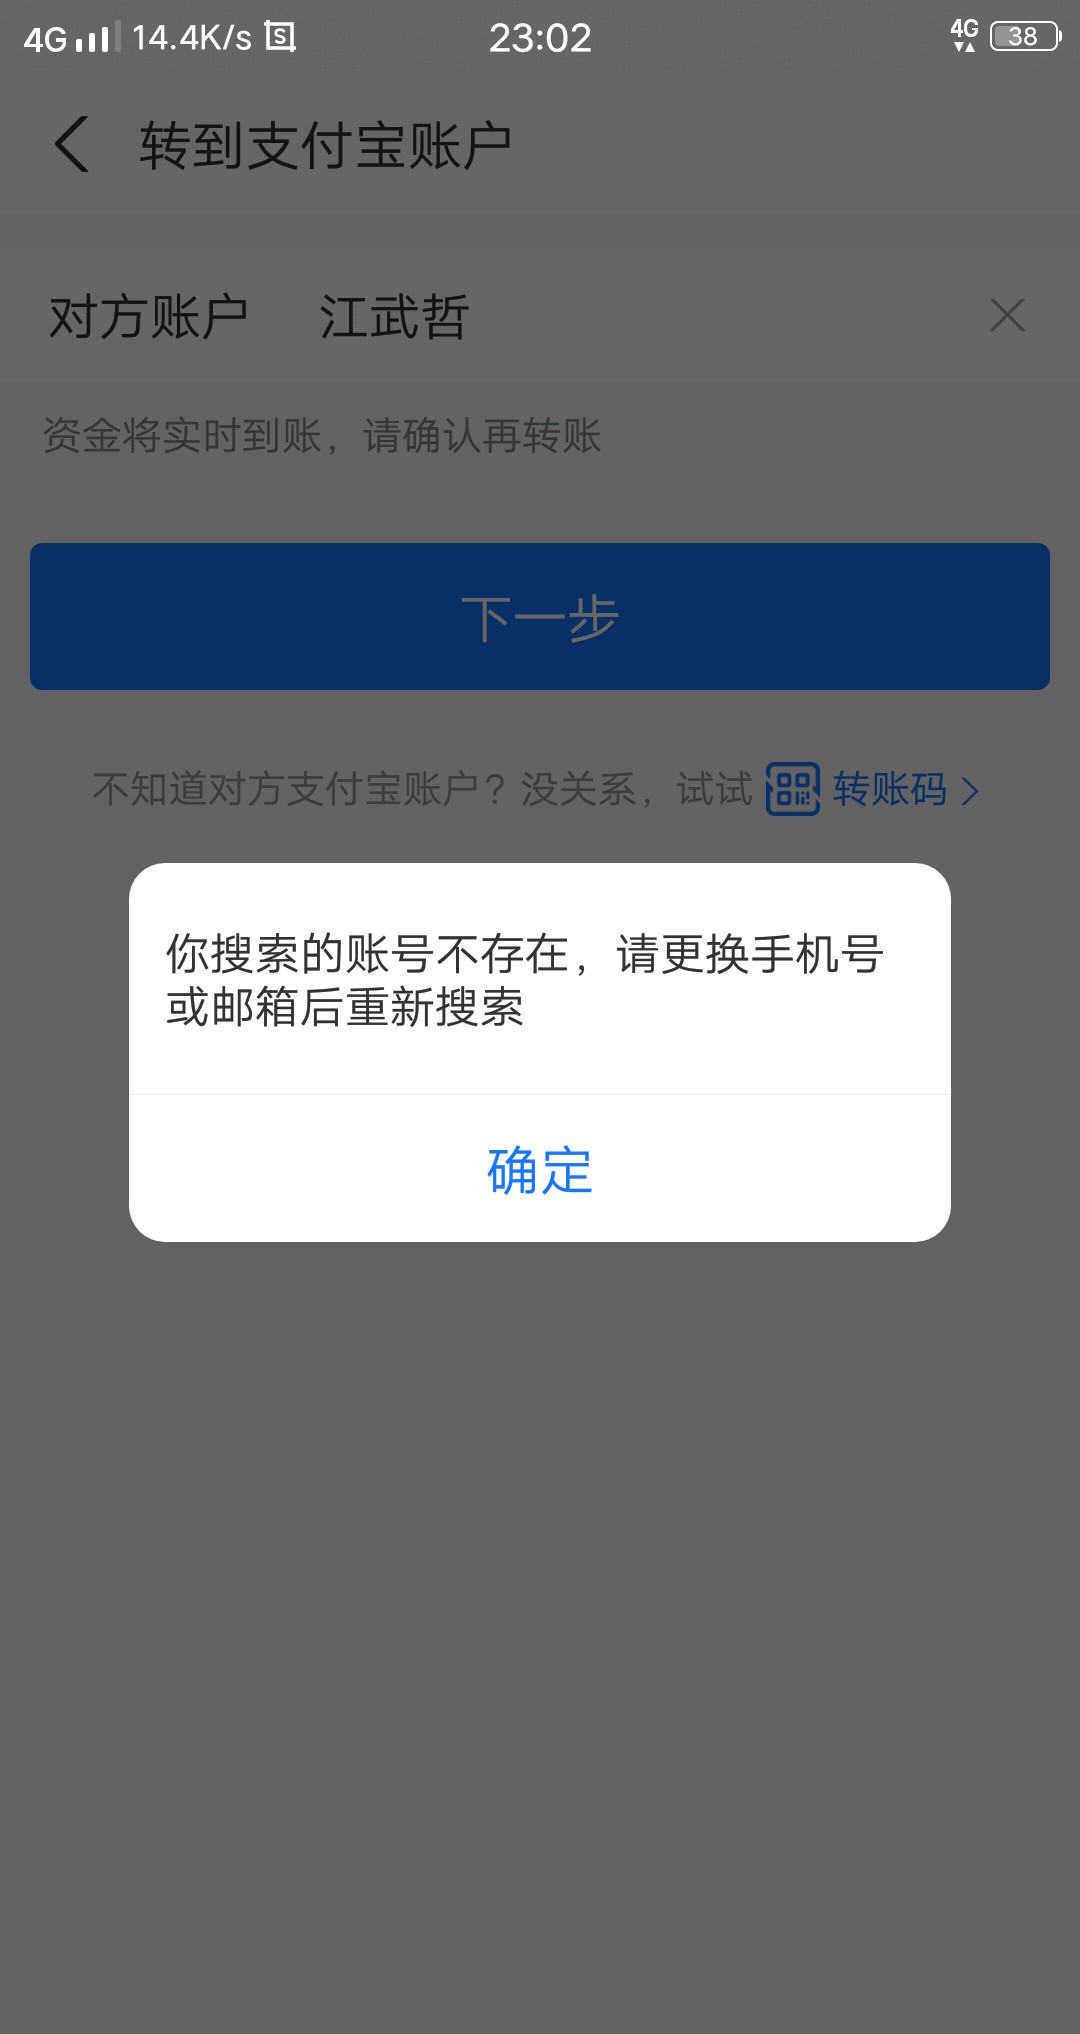 4G 14.4K/s 23:02 4G 38
转到支付宝账户
对方账户 江武哲
资金将实时到账，请确认再转账
下一步
不知道对方支付宝账户？没关系，试试 转账码
你搜索的账号不存在，请更换手机号
或邮箱后重新搜索
确定